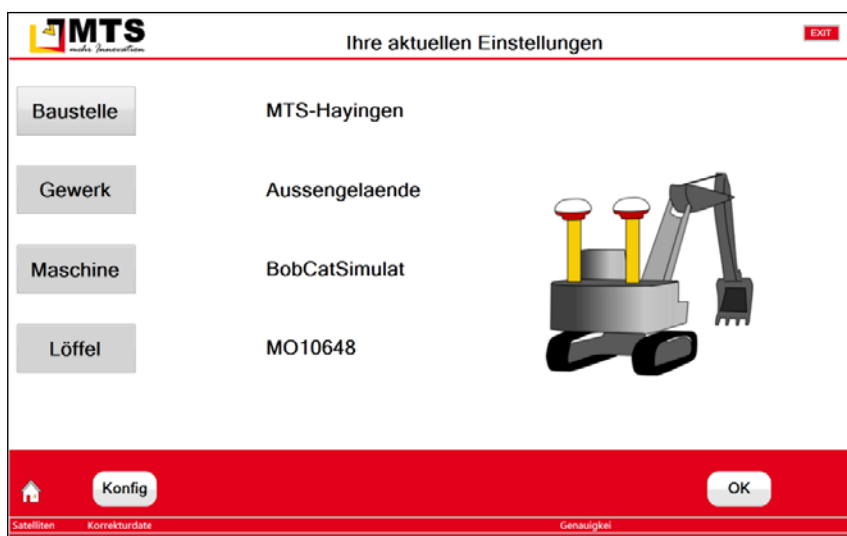 MTS
mehr Innovation
Ihre aktuellen Einstellungen
EXIT
Baustelle
MTS-Hayingen
Gewerk
Aussengelaende
Maschine
BobCatSimulat
Löffel
MO10648
Konfig
OK
Satelliten
Korrekturdate
Genauigkei